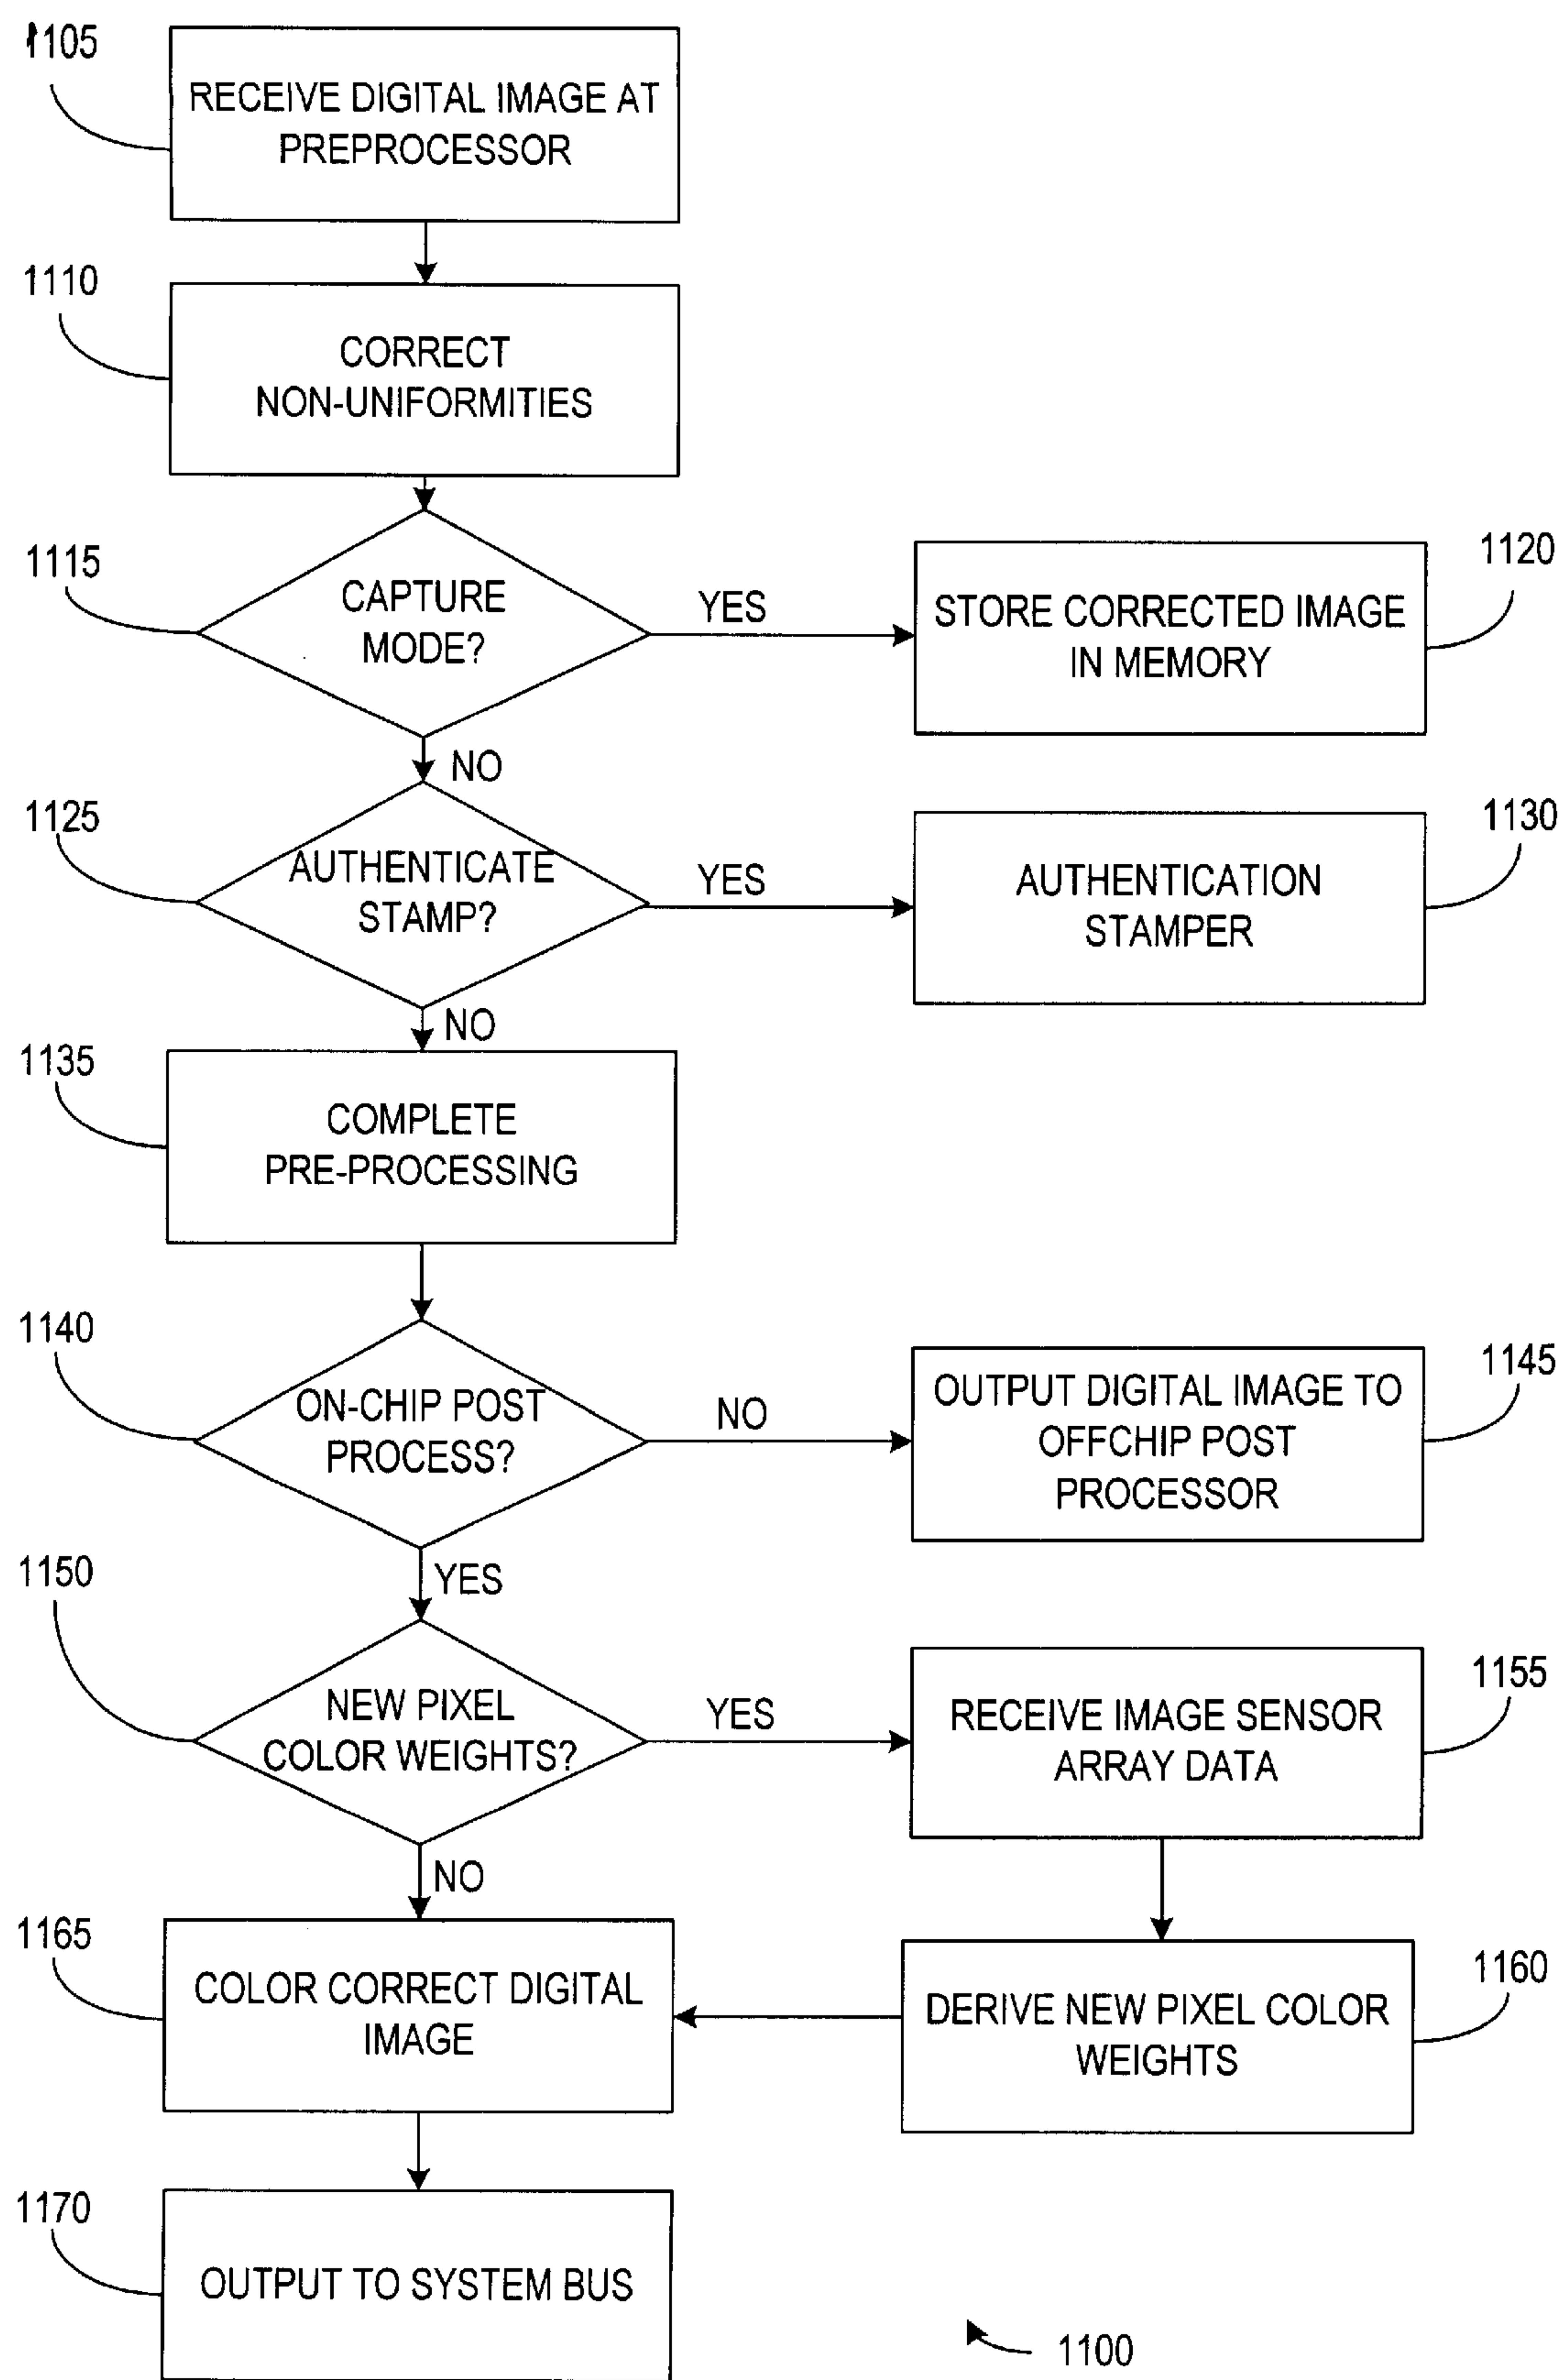 1105
RECEIVE DIGITAL IMAGE AT
PREPROCESSOR
1110
CORRECT
NON-UNIFORMITIES
1115
CAPTURE
MODE?
YES
STORE CORRECTED IMAGE
IN MEMORY
1120
NO
1125
AUTHENTICATE
STAMP?
YES
AUTHENTICATION
STAMPER
1130
NO
1135
COMPLETE
PRE-PROCESSING
1140
ON-CHIP POST
PROCESS?
NO
OUTPUT DIGITAL IMAGE TO
OFFCHIP POST
PROCESSOR
1145
YES
1150
NEW PIXEL
COLOR WEIGHTS?
YES
RECEIVE IMAGE SENSOR
ARRAY DATA
1155
NO
1165
COLOR CORRECT DIGITAL
IMAGE
DERIVE NEW PIXEL COLOR
WEIGHTS
1160
1170
OUTPUT TO SYSTEM BUS
1100